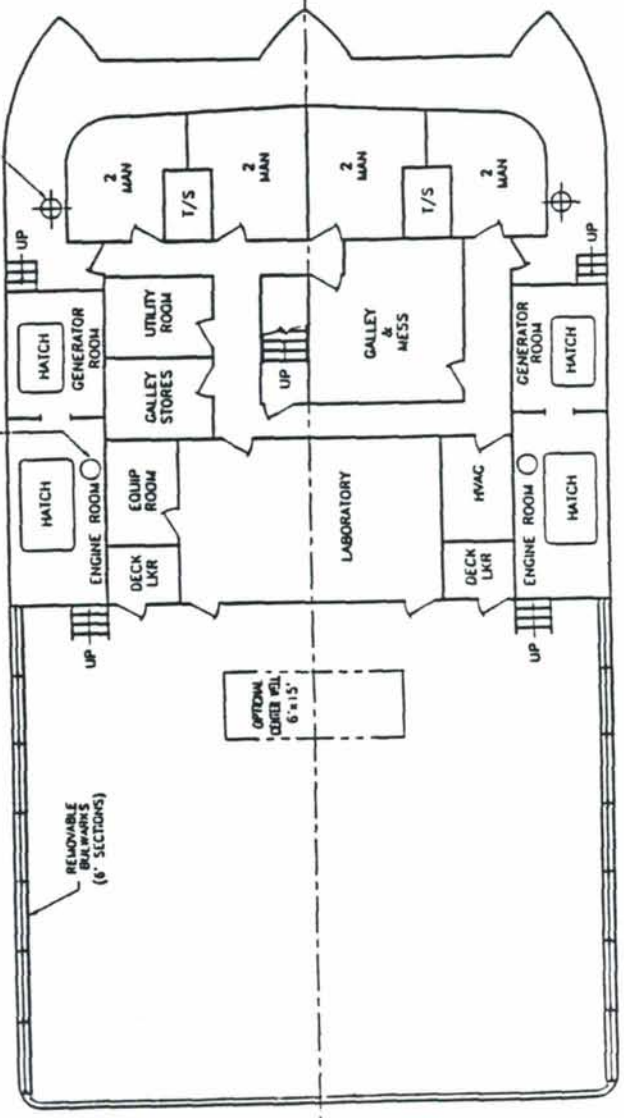 2
MAN
2
MAN
2
MAN
2
MAN
T/S
T/S
UP
UP
HATCH
GENERATOR
ROOM
UTILITY
ROOM
GALLEY
STORES
UP
GALLEY
&
MESS
GENERATOR
ROOM
HATCH
HATCH
ENGINE ROOM
EQUIP
ROOM
DECK
LKR
LABORATORY
HVAC
DECK
LKR
ENGINE ROOM
HATCH
UP
UP
OPTIONAL
CENTER WELL
6'x15'
REMOVABLE
BULWARKS
(6' SECTIONS)